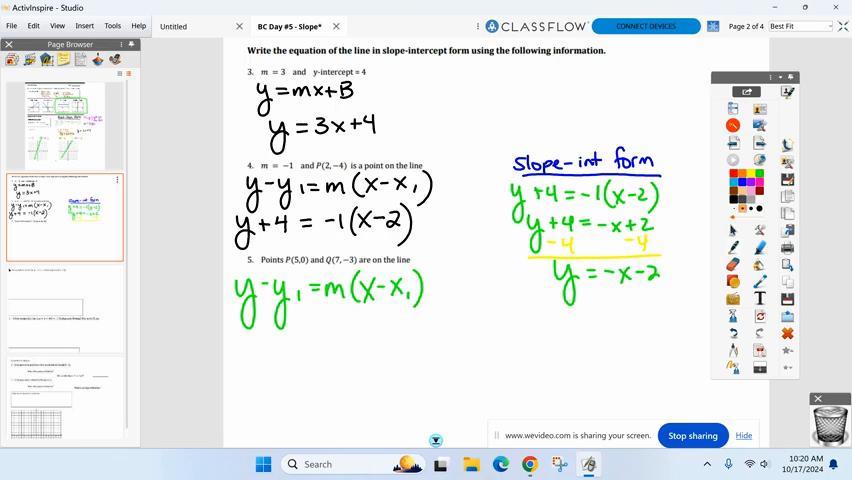 ActivInspire - Studio
File Edit View Insert Tools Help
Untitled
BC Day #5 - Slope*
CLASSFLOW
CONNECT DEVICES
Page 2 of 4
Best Fit
Page Browser
Write the equation of the line in slope-intercept form using the following information.
3. m = 3 and y-intercept = 4
y = mx+B
y = 3x+4
4. m = −1 and P(2, −4) is a point on the line
y-y₁ = m(x-x₁)
y+4 = -1(x-2)
slope-int form
y+4 = -1(x-2)
y+4 = -x+2
-4 -4
y = -x-2
5. Points P(5,0) and Q(7, −3) are on the line
y-y₁ = m(x-x₁)
www.wevideo.com is sharing your screen.
Stop sharing
Hide
Search
10:20 AM
10/17/2024